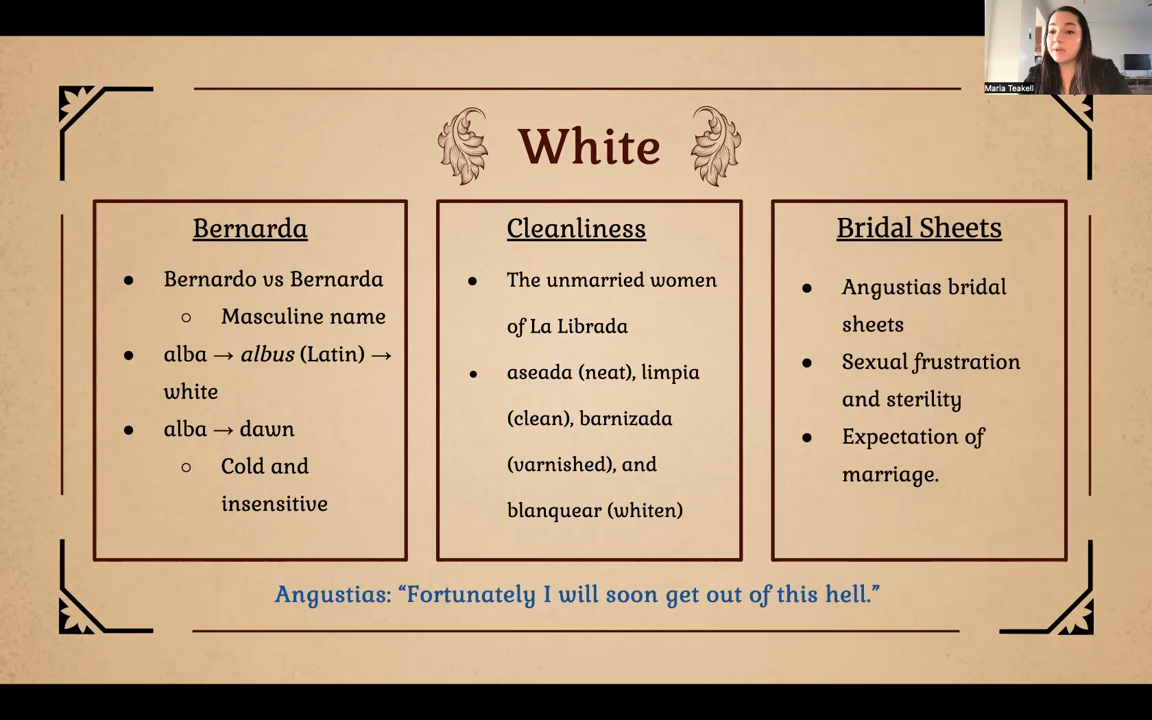 Maria Teakell
White
Bernarda
● Bernardo vs Bernarda
○ Masculine name
● alba → albus (Latin) →
white
● alba → dawn
○ Cold and
insensitive
Cleanliness
● The unmarried women
of La Librada
● aseada (neat), limpia
(clean), barnizada
(varnished), and
blanquear (whiten)
Bridal Sheets
● Angustias bridal
sheets
● Sexual frustration
and sterility
● Expectation of
marriage.
Angustias: “Fortunately I will soon get out of this hell.”